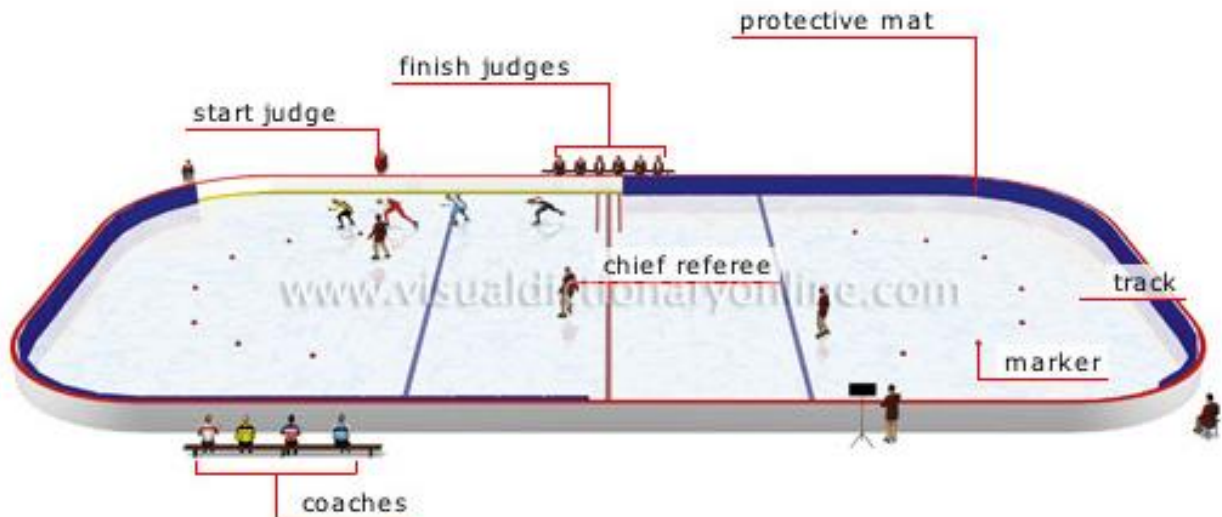 protective mat
finish judges
start judge
chief referee
www.visualdictionaryonline.com
track
marker
coaches